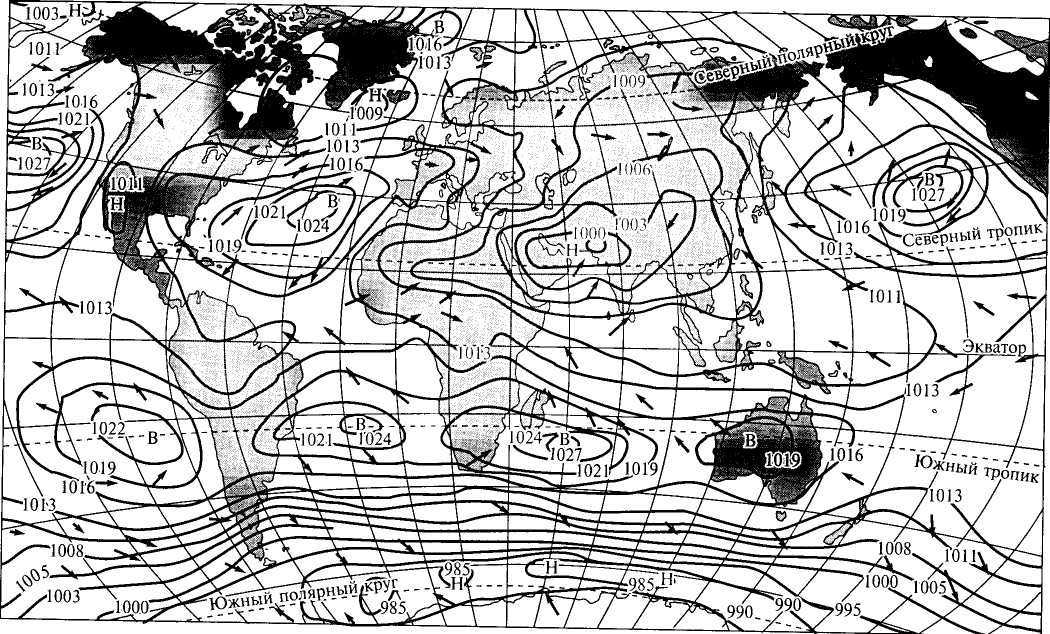 1003 Н
В
1016
1013
1011
1013
1016
1021
В
1027
Северный полярный круг
1009
Н
1009
1011
1013
1016
1006
1011
Н
В
1021
1024
1019
1003
1000
Н
В
1027
1019
1016
1013
Северный тропик
1011
1013
1013
Экватор
1013
1022
В
1019
1016
1013
В
1021
1024
1024
В
1027
1021
1019
В
1019
1016
Южный тропик
1013
1008
1005
1003
1000
Южный полярный круг
985
Н
985
Н
985
Н
990
990
995
1000
1005
1008
1011